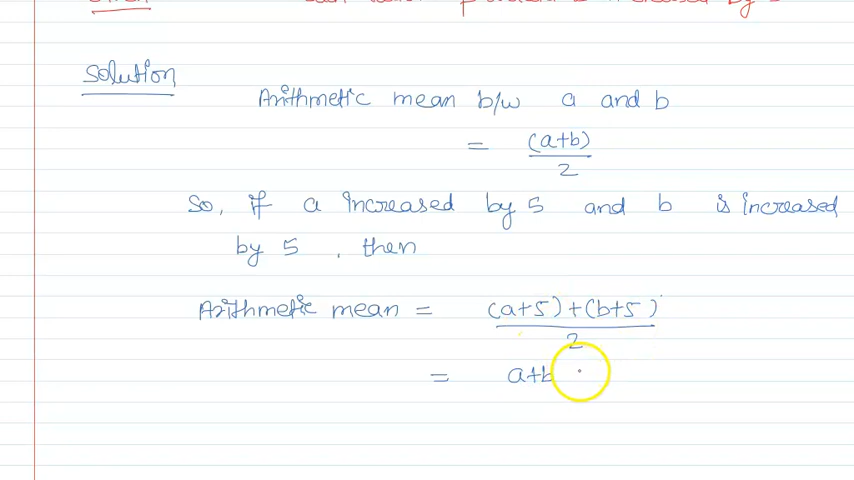 by
Solution
Arithmetic mean b/w a and b
= (a+b)/2
So, if a increased by 5 and b is increased
by 5 , then
Arithmetic mean = (a+5)+(b+5)/2
= a+b